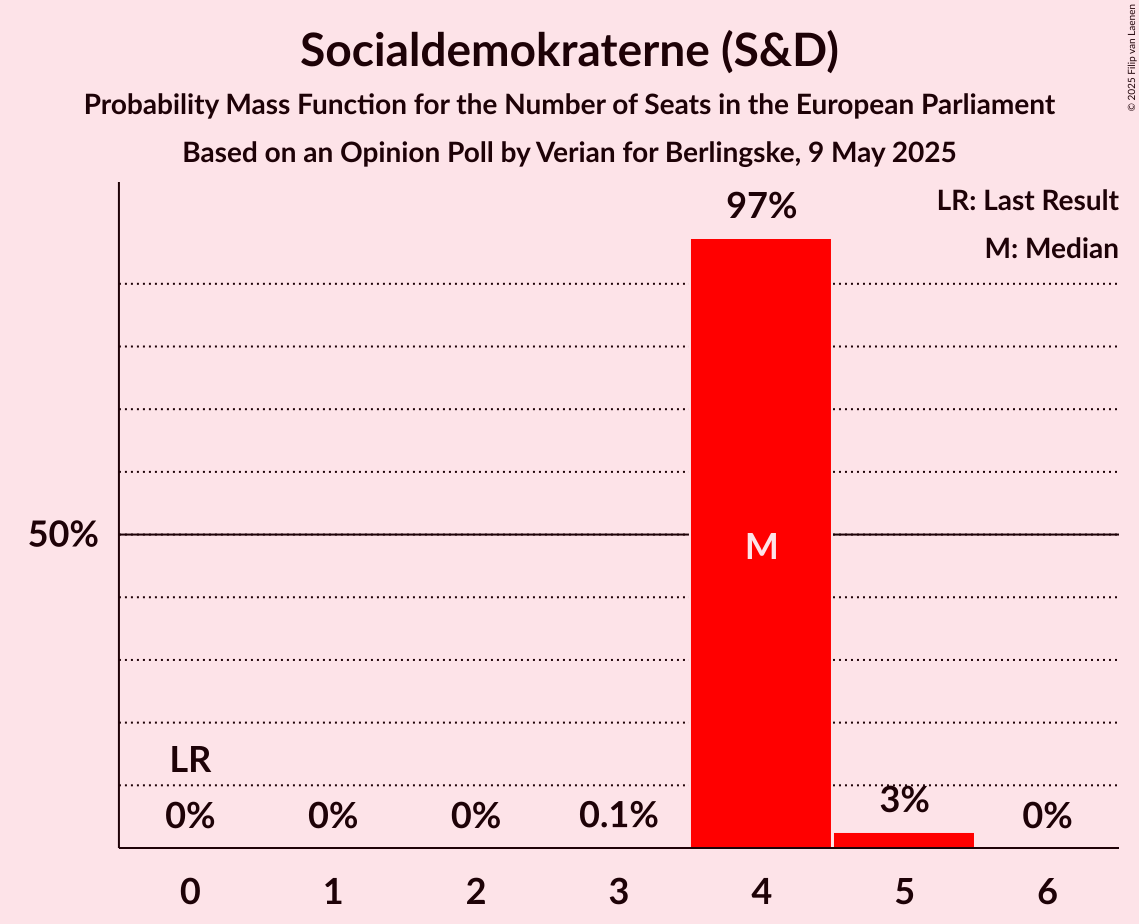 Socialdemokraterne (S&D)
Probability Mass Function for the Number of Seats in the European Parliament
Based on an Opinion Poll by Verian for Berlingske, 9 May 2025
© 2025 Filip van Laenen
LR: Last Result
M: Median
97%
50%
M
LR
0%
0%
0%
0.1%
3%
0%
0
1
2
3
4
5
6